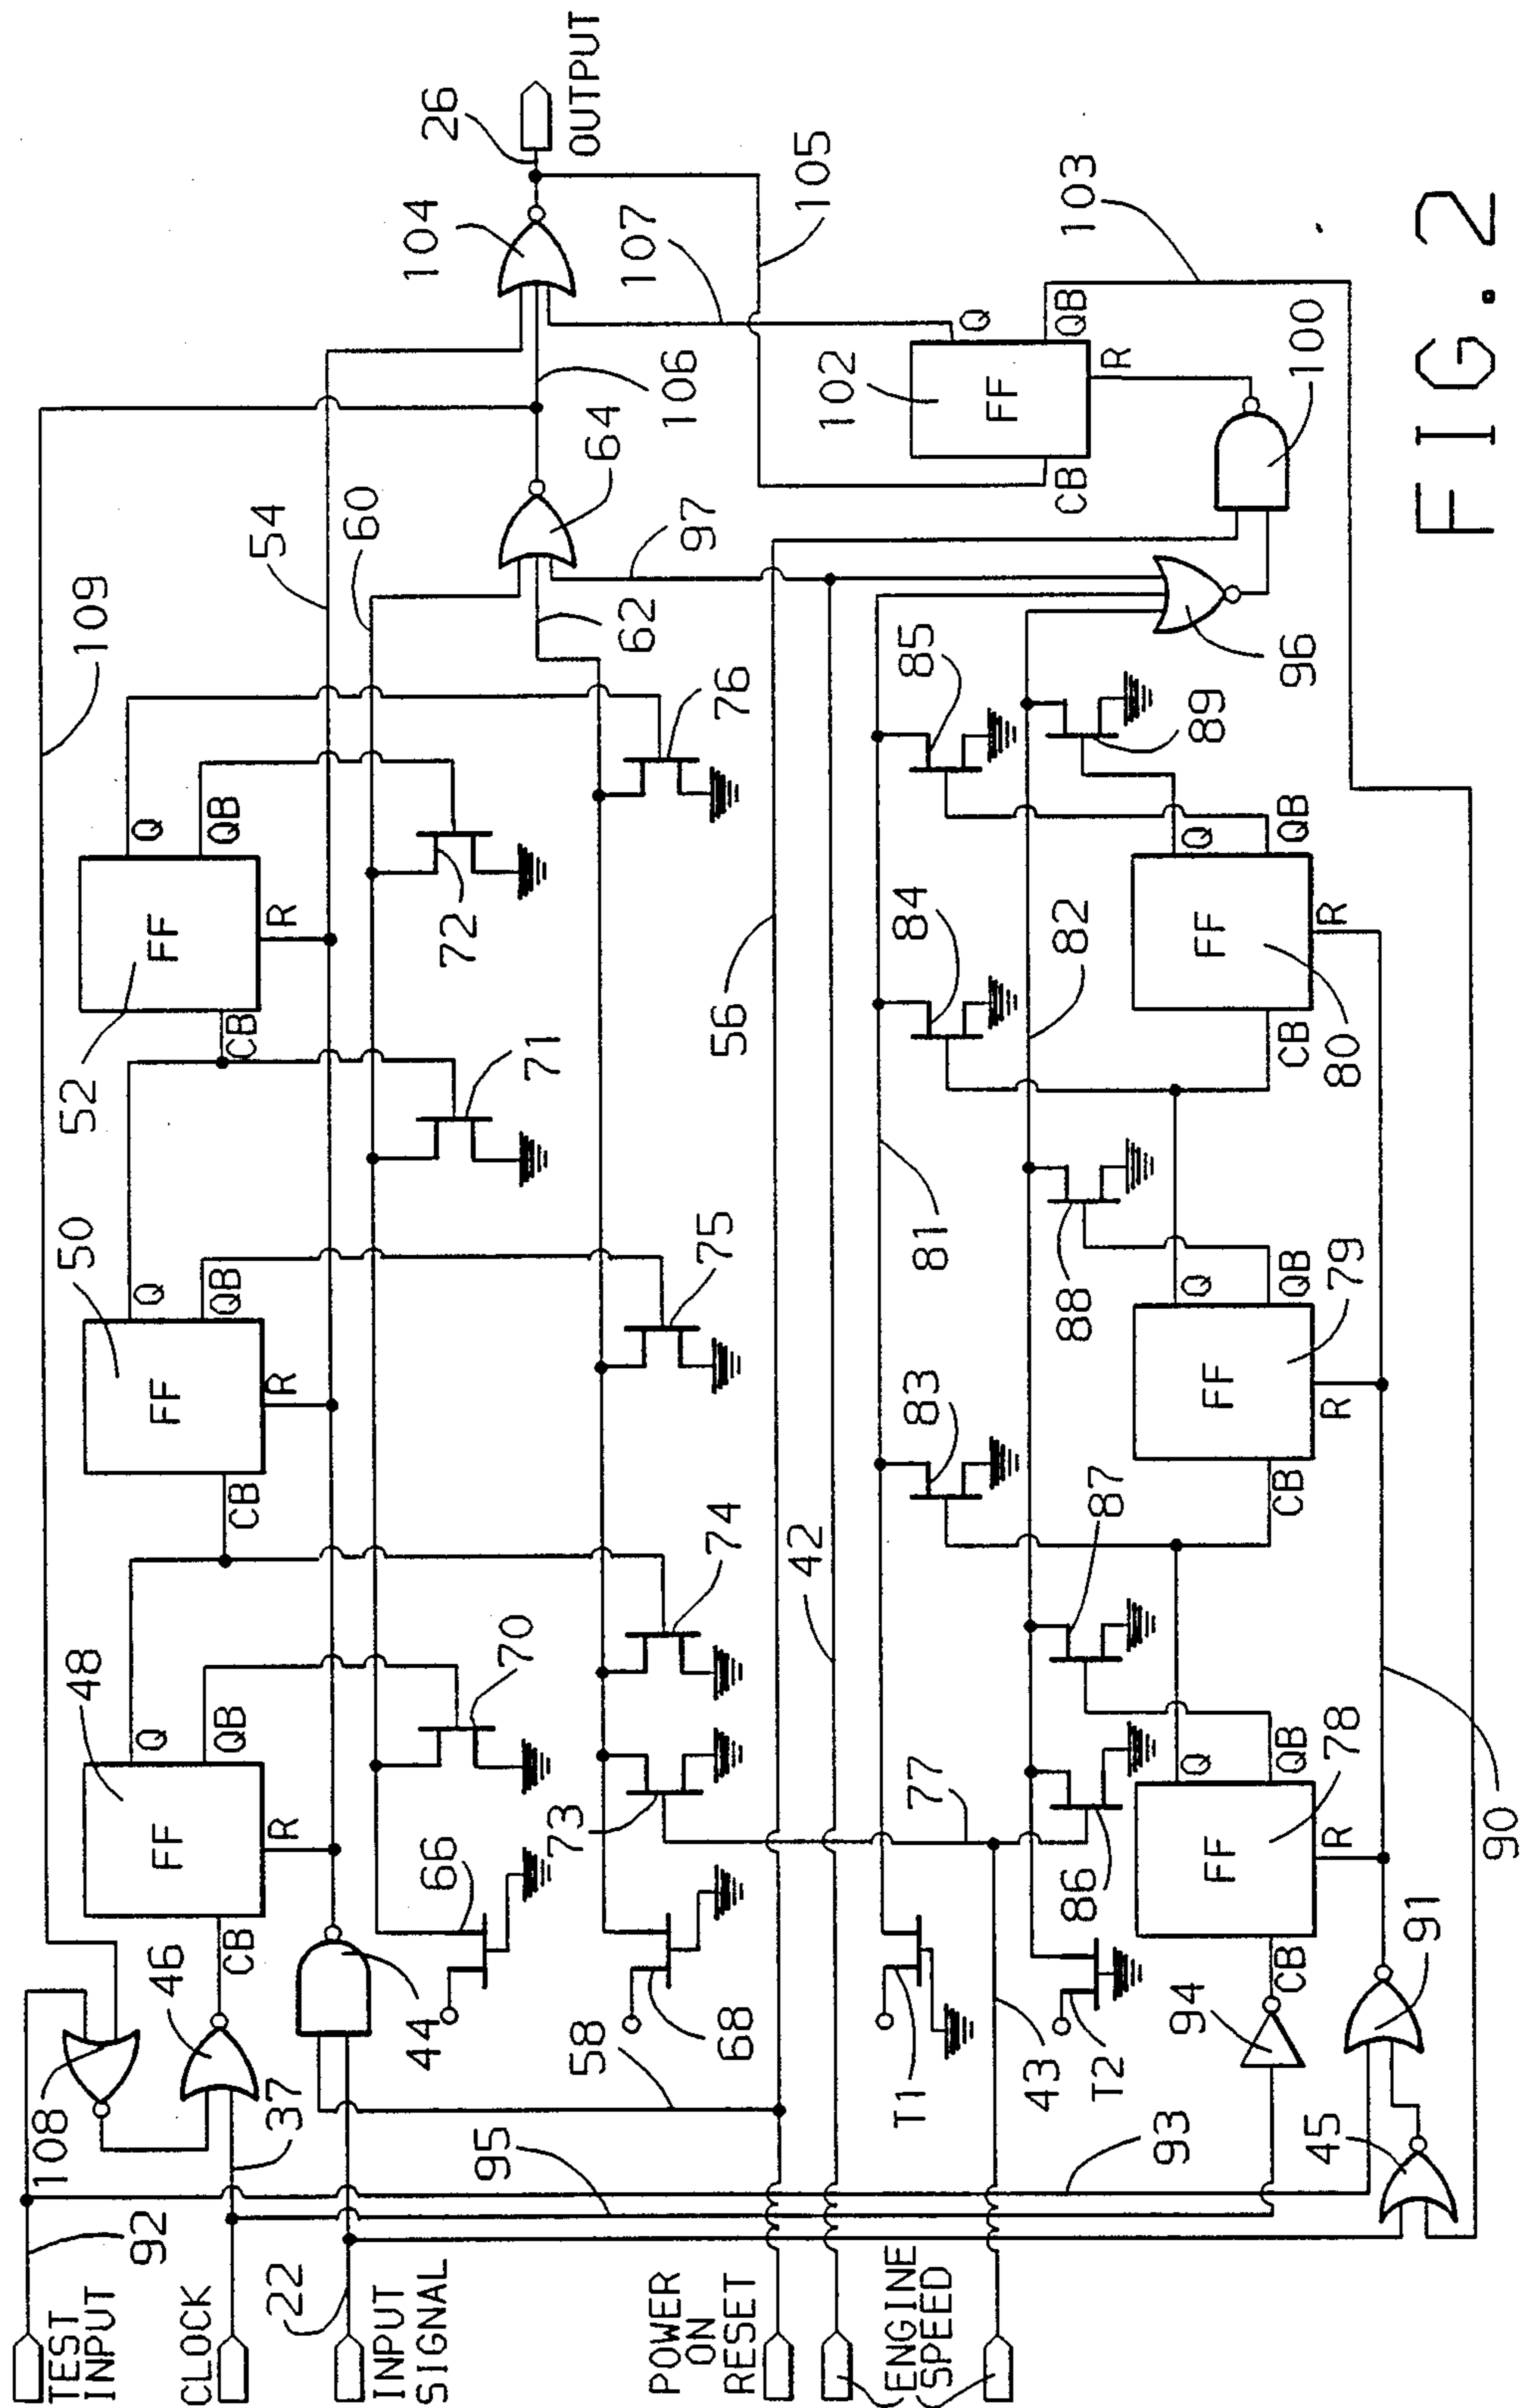 TEST
INPUT
92
CLOCK
22
INPUT
SIGNAL
POWER
ON
RESET
ENGINE
SPEED
108
46
37
44
CB
58
95
93
45
91
94
43
T1
T2
109
48
FF
Q
QB
R
66
70
68
73
74
77
42
86
87
78
FF
CB
Q
QB
R
90
50
FF
CB
Q
QB
R
75
71
83
81
88
79
FF
CB
Q
QB
R
52
FF
CB
Q
QB
R
72
76
56
84
82
85
89
80
FF
CB
Q
QB
R
54
60
62
64
97
96
106
104
107
102
FF
CB
Q
QB
R
100
26
OUTPUT
105
103
FIG.2